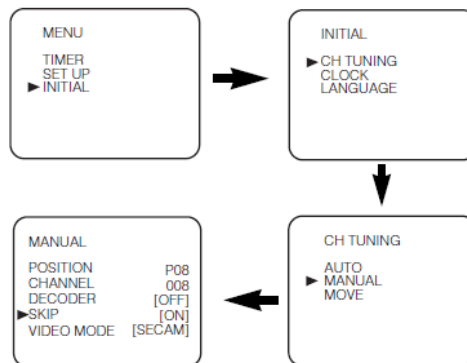 MENU
TIMER
SET UP
▶ INITIAL
INITIAL
▶ CH TUNING
CLOCK
LANGUAGE
CH TUNING
AUTO
▶ MANUAL
MOVE
MANUAL
POSITION P08
CHANNEL 008
DECODER [OFF]
▶SKIP [ON]
VIDEO MODE [SECAM]